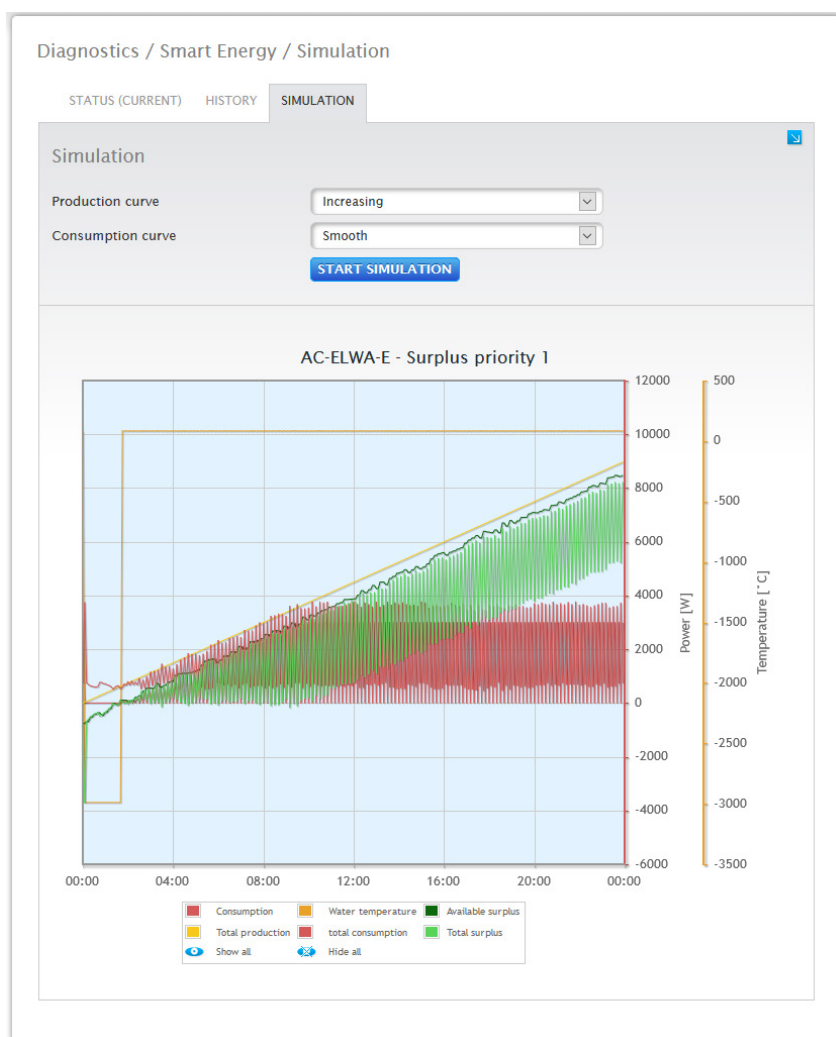 Diagnostics / Smart Energy / Simulation
STATUS (CURRENT) HISTORY SIMULATION
Simulation
Production curve Increasing
Consumption curve Smooth
START SIMULATION
AC-ELWA-E - Surplus priority 1
12000 500
10000 0
8000 -500
6000 -1000
4000 -1500
2000 -2000
0 -2500
-2000 -3000
-4000 -3500
-6000
Power [W]
Temperature [°C]
00:00 04:00 08:00 12:00 16:00 20:00 00:00
Consumption Water temperature Available surplus
Total production total consumption Total surplus
Show all Hide all